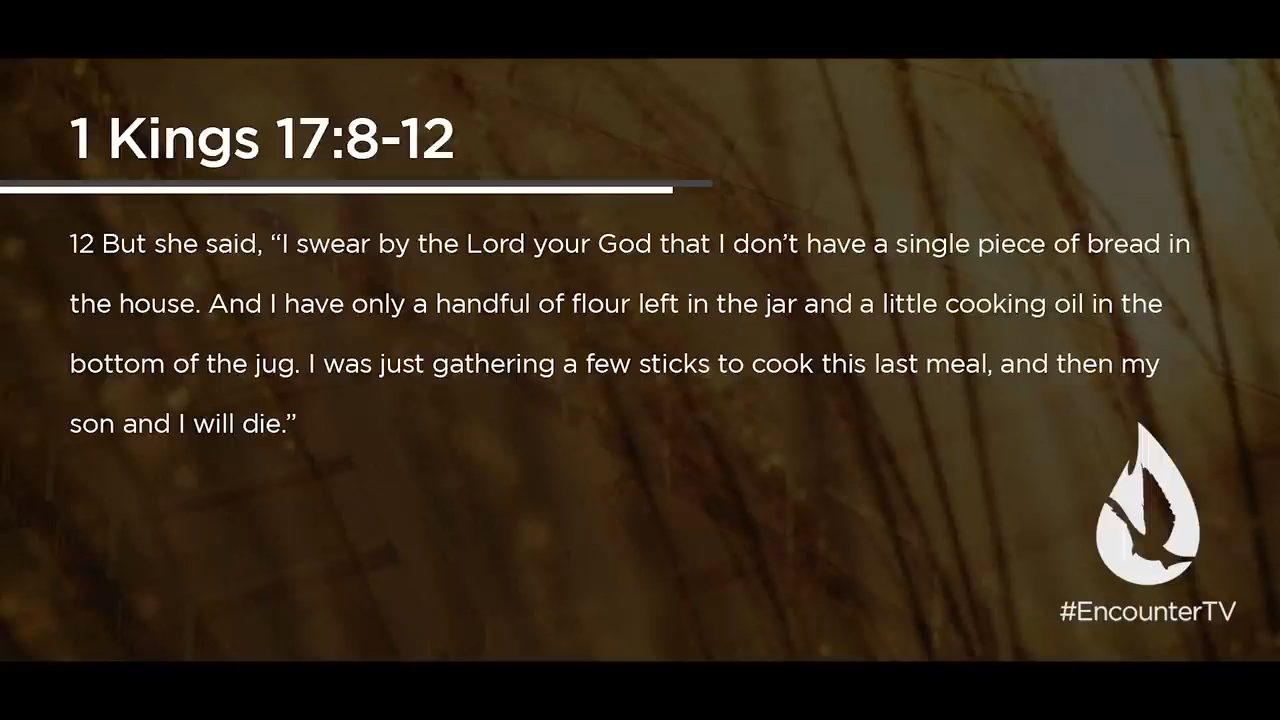 1 Kings 17:8-12
12 But she said, “I swear by the Lord your God that I don’t have a single piece of bread in
the house. And I have only a handful of flour left in the jar and a little cooking oil in the
bottom of the jug. I was just gathering a few sticks to cook this last meal, and then my
son and I will die.”
#EncounterTV